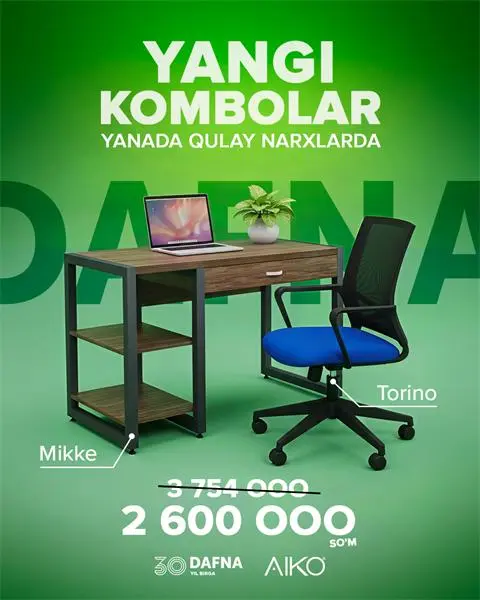 YANGI
KOMBOLAR
YANADA QULAY NARXLARDA
DAFNA
Torino
Mikke
3 754 000
2 600 000
SO'M
30 DAFNA
YIL BIRGA
AIKO